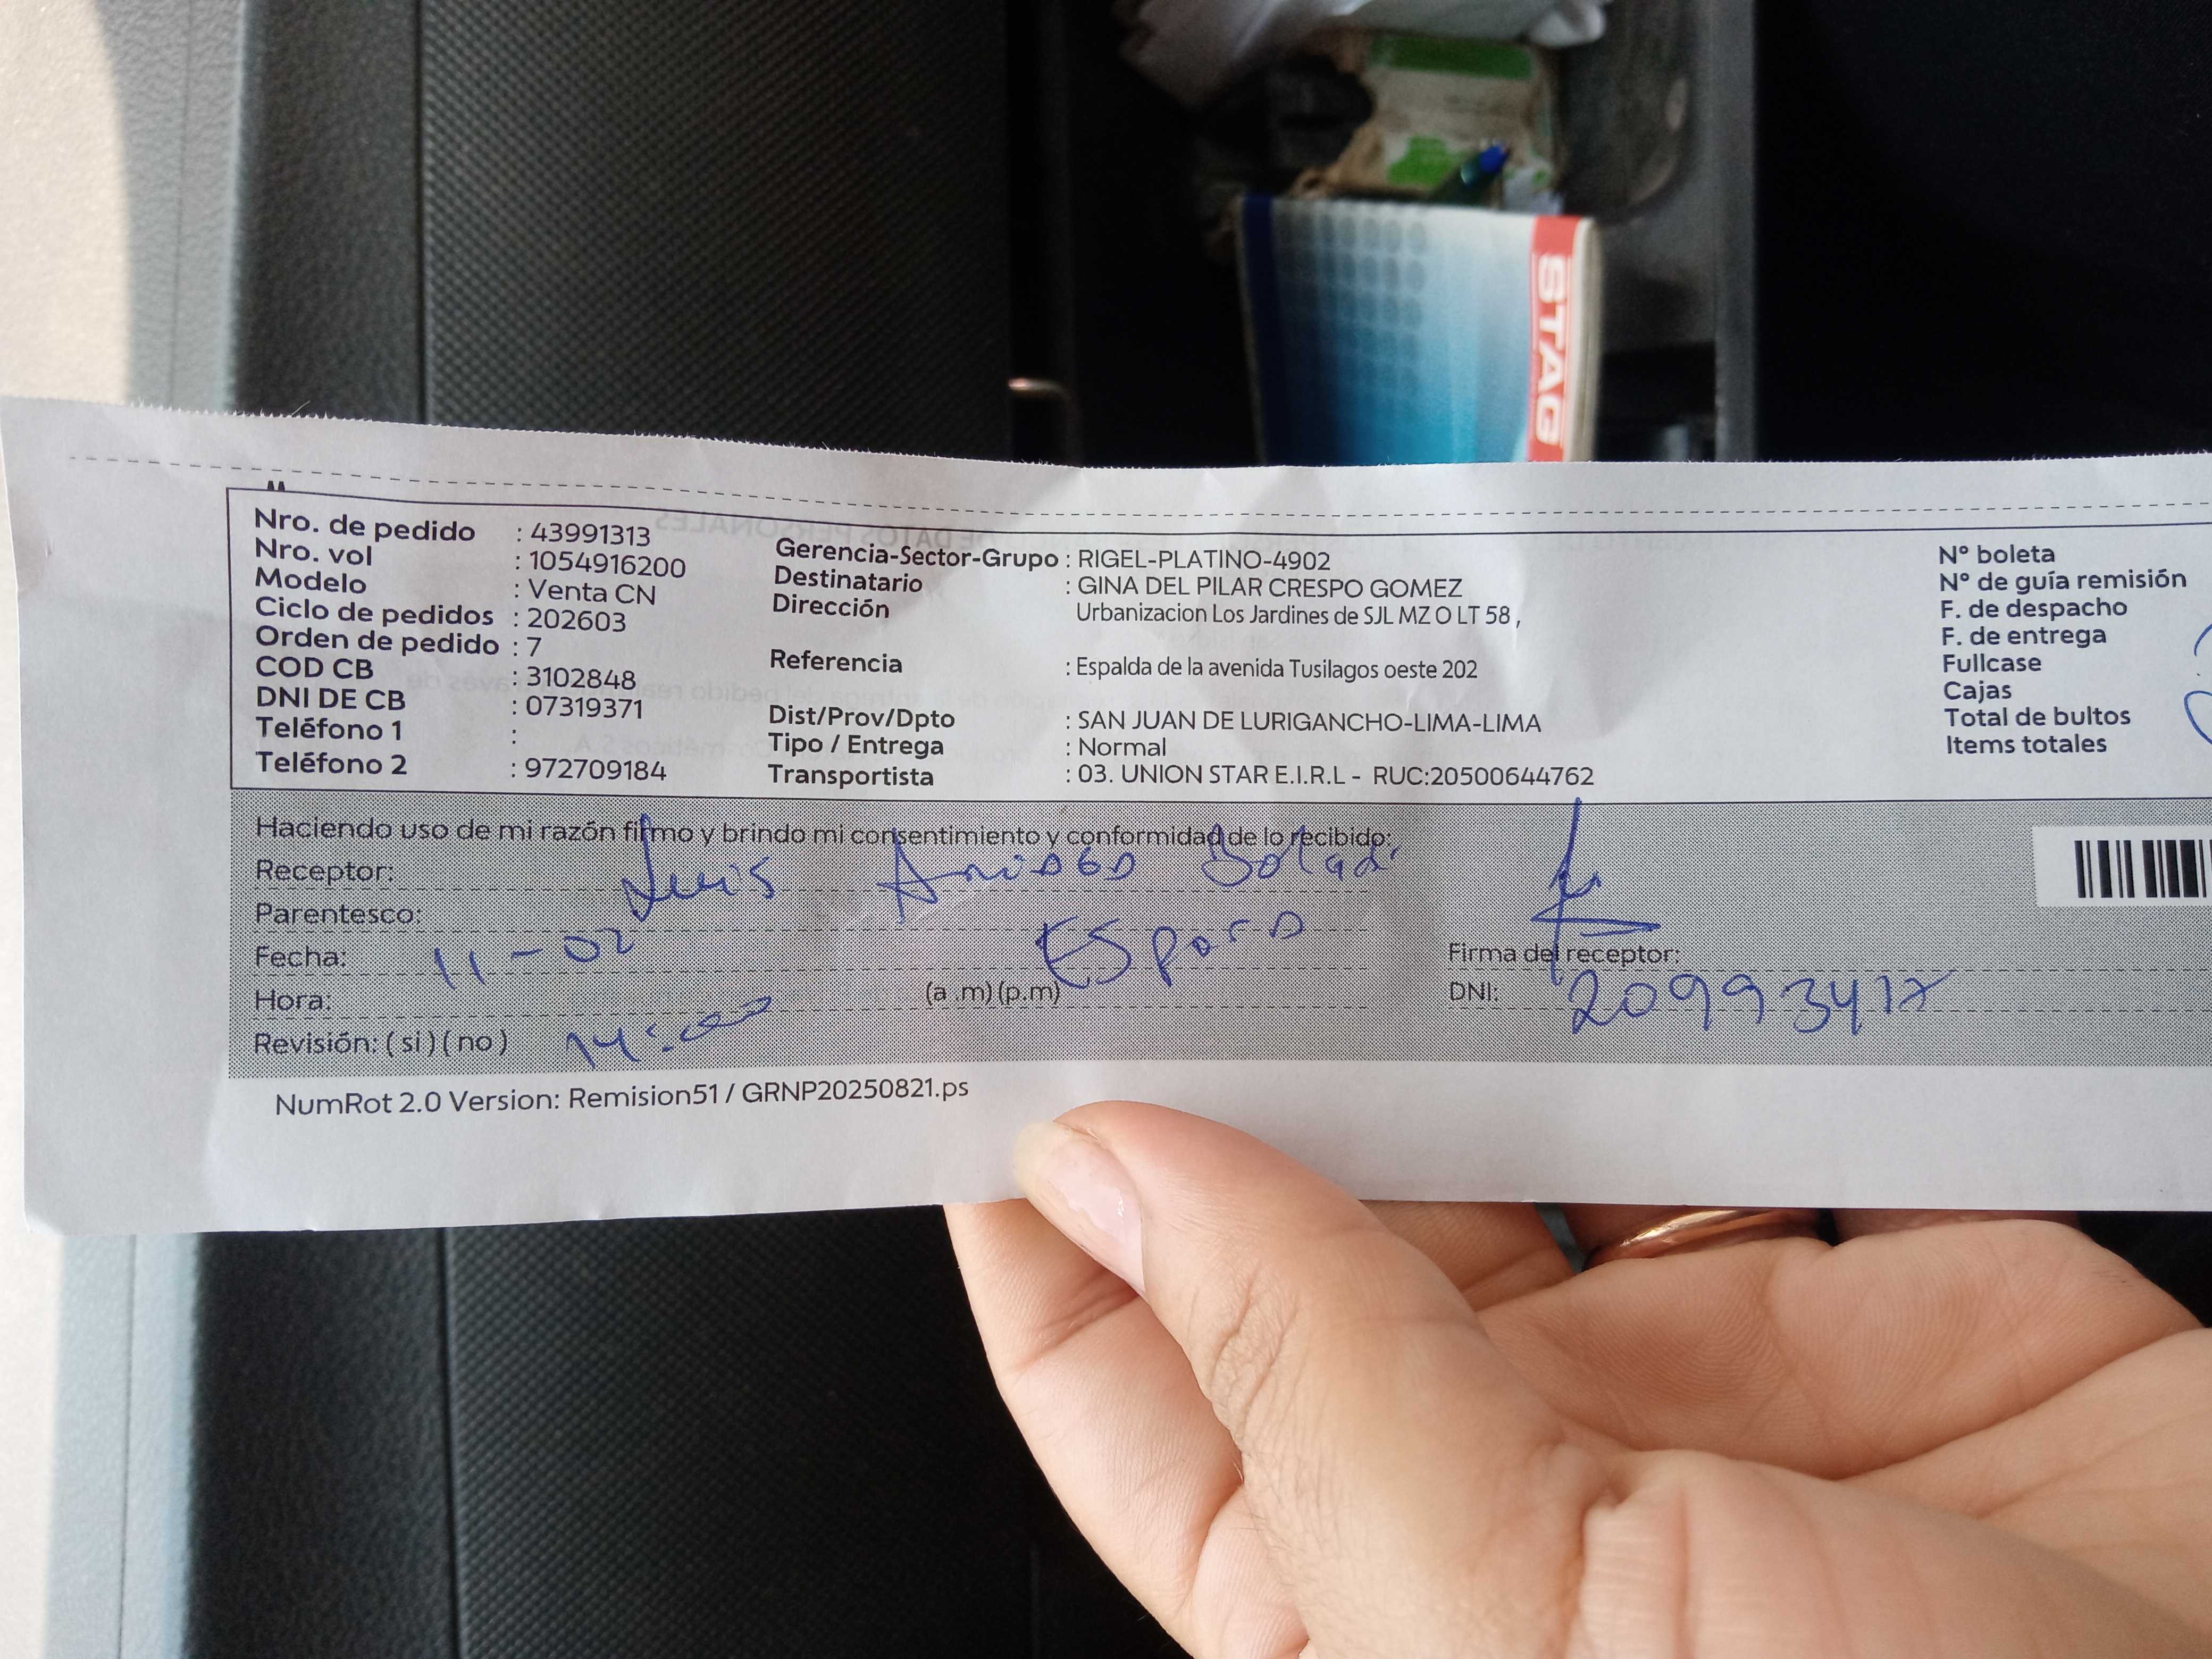 STAG
Nro. de pedido : 43991313
Nro. vol : 1054916200
Modelo : Venta CN
Ciclo de pedidos : 202603
Orden de pedido : 7
COD CB : 3102848
DNI DE CB : 07319371
Teléfono 1 :
Teléfono 2 : 972709184
Gerencia-Sector-Grupo : RIGEL-PLATINO-4902
Destinatario : GINA DEL PILAR CRESPO GOMEZ
Dirección Urbanizacion Los Jardines de SJL MZ O LT 58 ,
Referencia : Espalda de la avenida Tusilagos oeste 202
Dist/Prov/Dpto : SAN JUAN DE LURIGANCHO-LIMA-LIMA
Tipo / Entrega : Normal
Transportista : 03. UNION STAR E.I.R.L - RUC:20500644762
N° boleta
N° de guía remisión
F. de despacho
F. de entrega
Fullcase
Cajas
Total de bultos
Items totales
Haciendo uso de mi razón firmo y brindo mi consentimiento y conformidad de lo recibido:
Receptor: Luis
Parentesco: Esposo
Fecha: 11-02
Hora: (a .m) (p.m)
Revisión: ( si ) ( no ) 14:00
Firma del receptor:
DNI: 20993417
NumRot 2.0 Version: Remision51 / GRNP20250821.ps